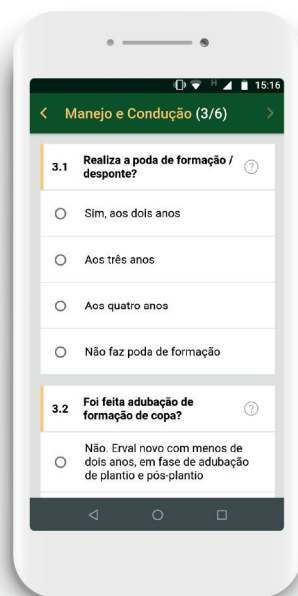 H 15:16
< Manejo e Condução (3/6) >
3.1 Realiza a poda de formação / desponte? ?
Sim, aos dois anos
Aos três anos
Aos quatro anos
Não faz poda de formação
3.2 Foi feita adubação de
formação de copa? ?
Não. Erval novo com menos de
dois anos, em fase de adubação
de plantio e pós-plantio